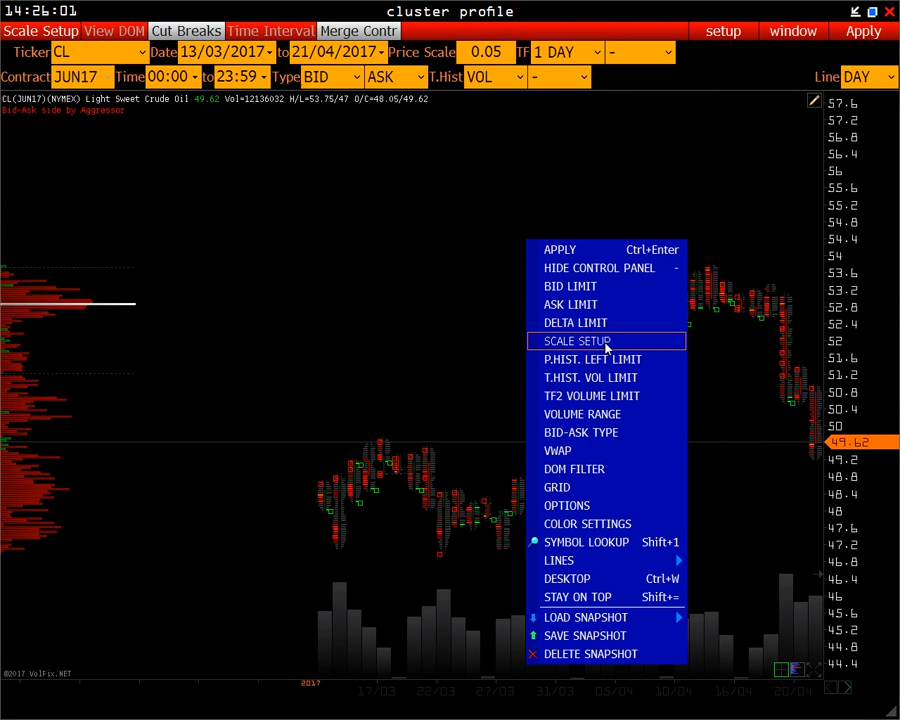 14:26:01 cluster profile
Scale Setup View DOM Cut Breaks Time Interval Merge Contr setup window Apply
Ticker CL Date 13/03/2017 to 21/04/2017 Price Scale 0.05 TF 1 DAY -
Contract JUN17 Time 00:00 to 23:59 Type BID ASK T.Hist VOL - Line DAY
CL(JUN17)(NYMEX) Light Sweet Crude Oil 49.62 Vol=12136032 H/L=53.75/47 O/C=48.05/49.62
Bid-Ask side by Aggressor
57.6
57.2
56.8
56.4
56
55.6
55.2
54.8
54.4
54
53.6
53.2
52.8
52.4
52
51.6
51.2
50.8
50.4
50
49.62
49.2
48.8
48.4
48
47.6
47.2
46.8
46.4
46
45.6
45.2
44.8
44.4
APPLY Ctrl+Enter
HIDE CONTROL PANEL -
BID LIMIT
ASK LIMIT
DELTA LIMIT
SCALE SETUP
P.HIST. LEFT LIMIT
T.HIST. VOL LIMIT
TF2 VOLUME LIMIT
VOLUME RANGE
BID-ASK TYPE
VWAP
DOM FILTER
GRID
OPTIONS
COLOR SETTINGS
SYMBOL LOOKUP Shift+1
LINES
DESKTOP Ctrl+W
STAY ON TOP Shift+=
LOAD SNAPSHOT
SAVE SNAPSHOT
DELETE SNAPSHOT
©2017 VolFix.NET
2017 17/03 22/03 27/03 31/03 05/04 10/04 16/04 20/04